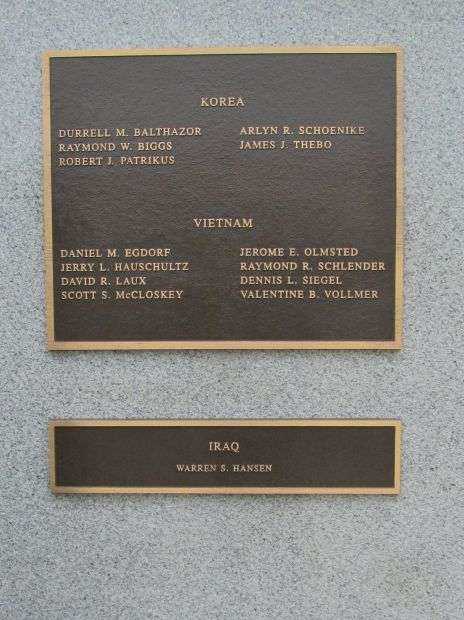 KOREA
DURRELL M. BALTHAZOR
RAYMOND W. BIGGS
ROBERT J. PATRIKUS
ARLYN R. SCHOENIKE
JAMES J. THEBO
VIETNAM
DANIEL M. EGDORF
JERRY L. HAUSCHULTZ
DAVID R. LAUX
SCOTT S. McCLOSKEY
JEROME E. OLMSTED
RAYMOND R. SCHLENDER
DENNIS L. SIEGEL
VALENTINE B. VOLLMER
IRAQ
WARREN S. HANSEN